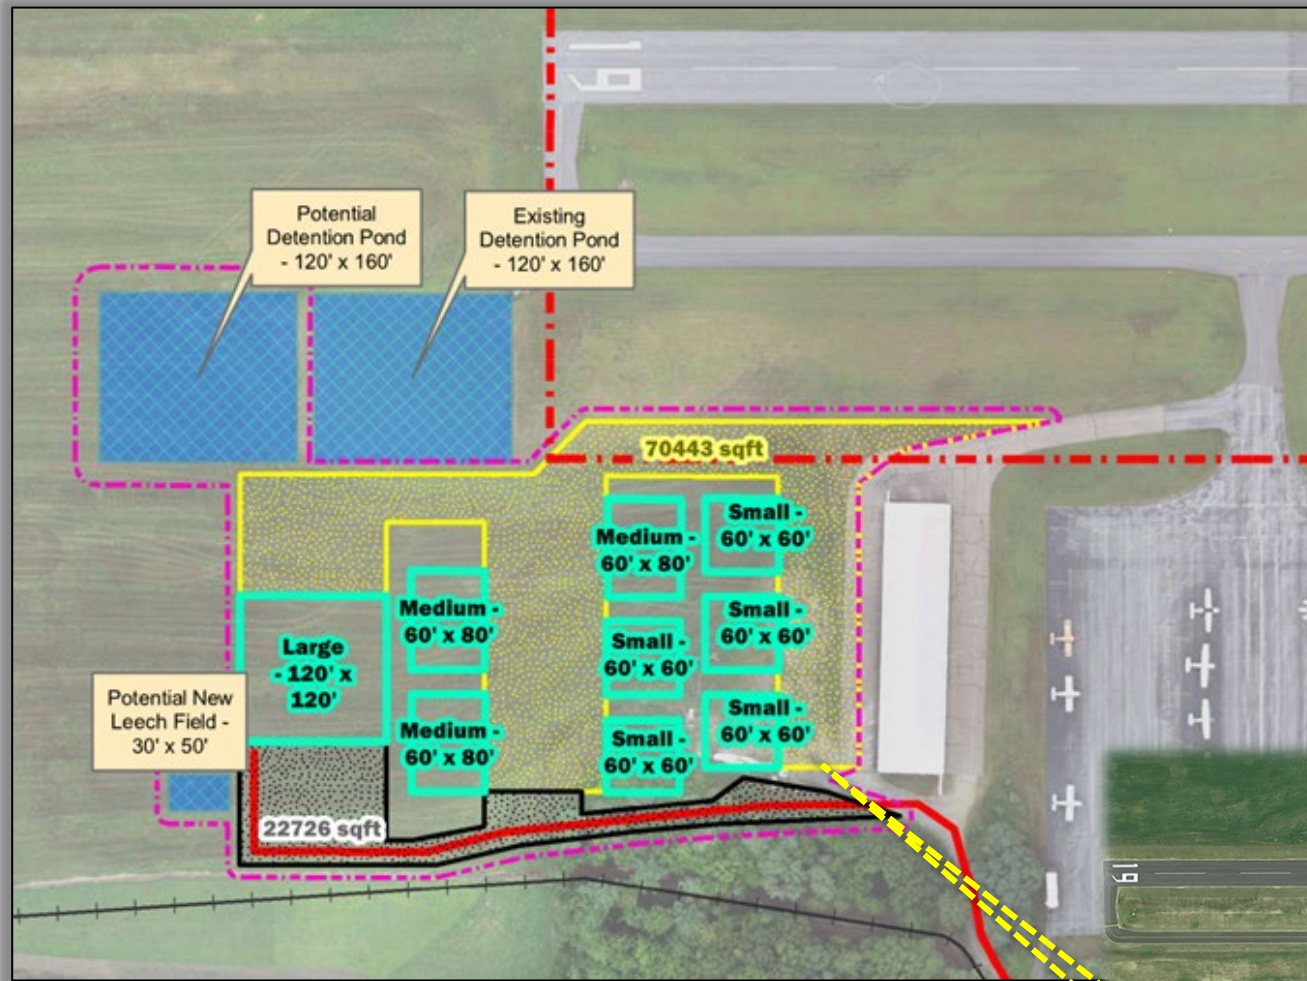 Potential
Detention Pond
- 120' x 160'
Existing
Detention Pond
- 120' x 160'
70443 sqft
Medium -
60' x 80'
Small -
60' x 60'
Medium -
60' x 80'
Small -
60' x 60'
Small -
60' x 60'
Large
- 120' x
120'
Potential New
Leech Field -
30' x 50'
Medium -
60' x 80'
Small -
60' x 60'
Small -
60' x 60'
22726 sqft
19
19